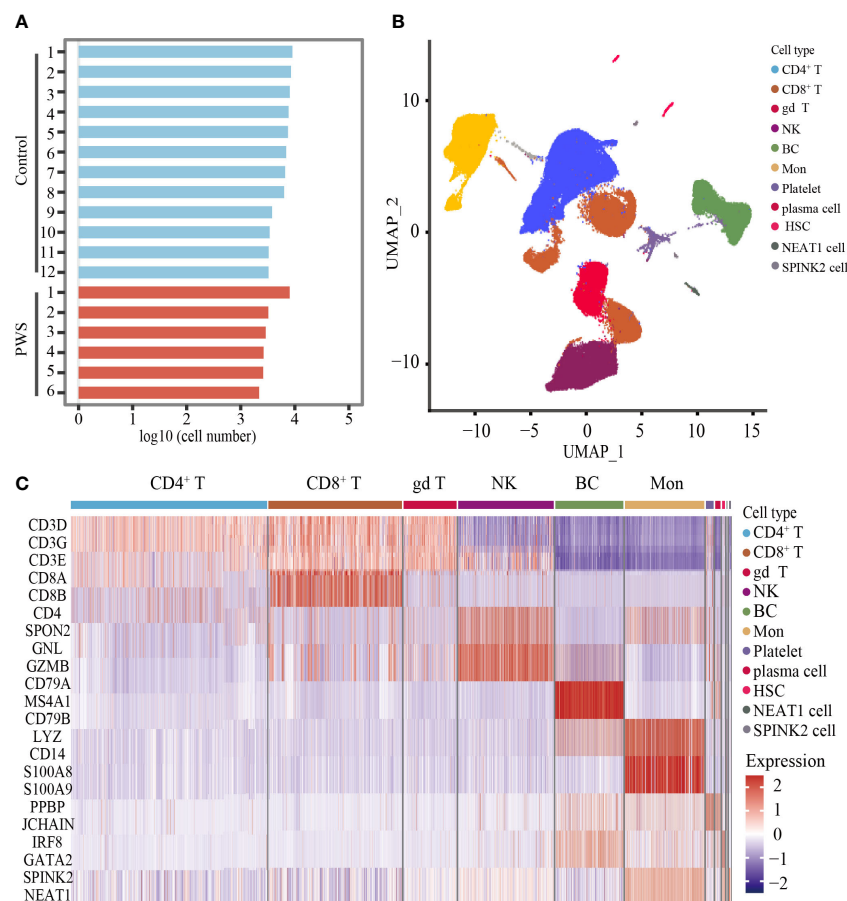 A
1
2
3
4
5
6
7
8
9
10
11
12
1
2
3
4
5
6
Control
PWS
0 1 2 3 4 5
log10 (cell number)
B
10
0
−10
UMAP_2
−10 −5 0 5 10 15
UMAP_1
Cell type
CD4+ T
CD8+ T
gd T
NK
BC
Mon
Platelet
plasma cell
HSC
NEAT1 cell
SPINK2 cell
C
CD4+ T CD8+ T gd T NK BC Mon
CD3D
CD3G
CD3E
CD8A
CD8B
CD4
SPON2
GNL
GZMB
CD79A
MS4A1
CD79B
LYZ
CD14
S100A8
S100A9
PPBP
JCHAIN
IRF8
GATA2
SPINK2
NEAT1
Cell type
CD4+ T
CD8+ T
gd T
NK
BC
Mon
Platelet
plasma cell
HSC
NEAT1 cell
SPINK2 cell
Expression
2
1
0
−1
−2